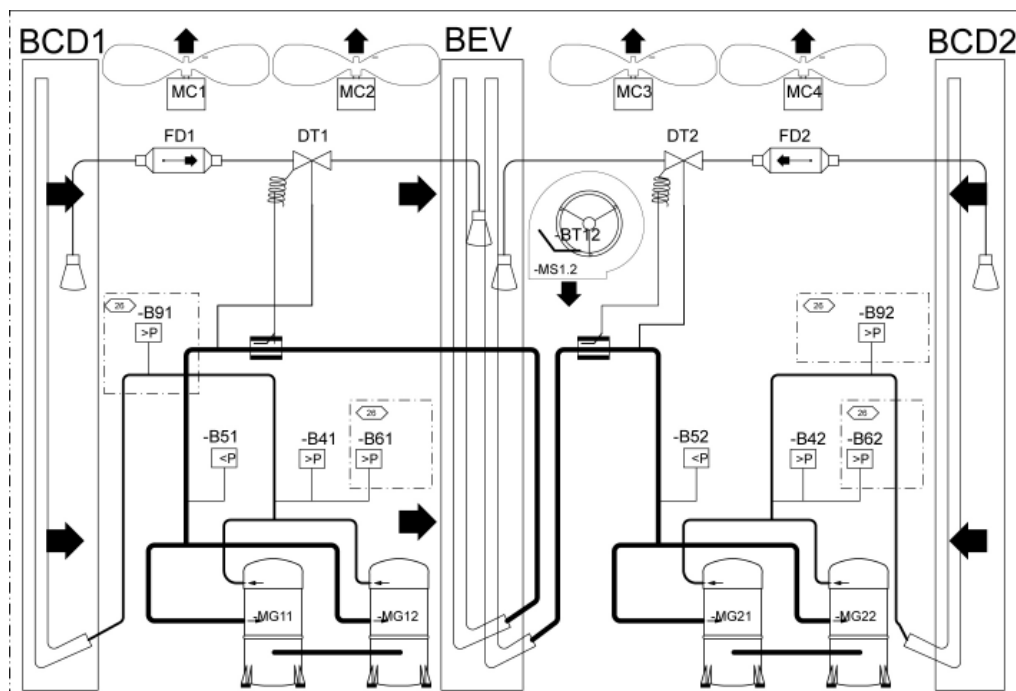 BCD1
BEV
BCD2
MC1
MC2
MC3
MC4
FD1
DT1
DT2
FD2
-BT12
-MS1.2
26
-B91
>P
26
-B92
>P
-B51
<P
-B41
>P
26
-B61
>P
-B52
<P
-B42
>P
26
-B62
>P
-MG11
-MG12
-MG21
-MG22